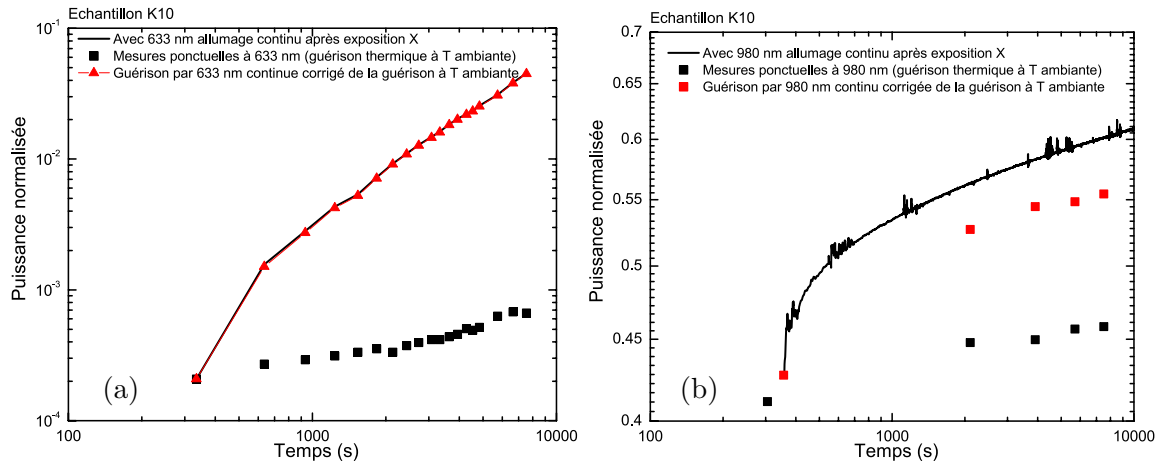 Echantillon K10
Avec 633 nm allumage continu après exposition X
Mesures ponctuelles à 633 nm (guérison thermique à T ambiante)
Guérison par 633 nm continue corrigé de la guérison à T ambiante
Puissance normalisée
10⁻¹
10⁻²
10⁻³
10⁻⁴
(a)
100
1000
10000
Temps (s)
Echantillon K10
Avec 980 nm allumage continu après exposition X
Mesures ponctuelles à 980 nm (guérison thermique à T ambiante)
Guérison par 980 nm continu corrigée de la guérison à T ambiante
Puissance normalisée
0.7
0.65
0.6
0.55
0.5
0.45
0.4
(b)
100
1000
10000
Temps (s)